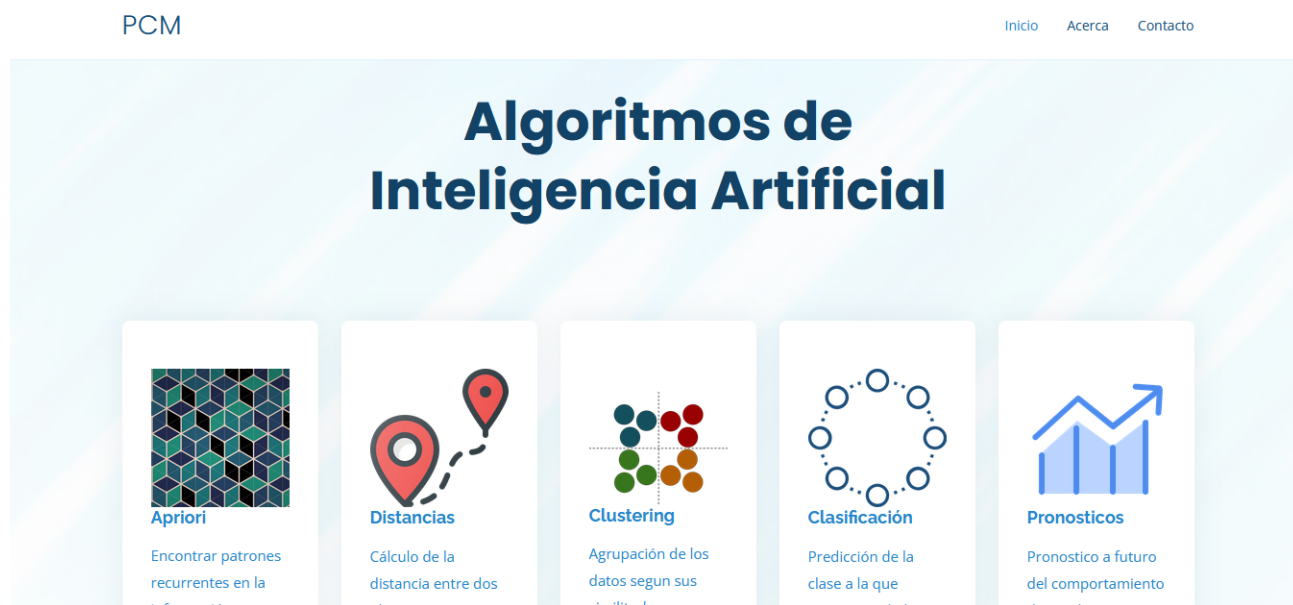 PCM
Inicio Acerca Contacto
Algoritmos de
Inteligencia Artificial
Apriori
Encontrar patrones
recurrentes en la
Distancias
Cálculo de la
distancia entre dos
Clustering
Agrupación de los
datos segun sus
Clasificación
Predicción de la
clase a la que
Pronosticos
Pronostico a futuro
del comportamiento